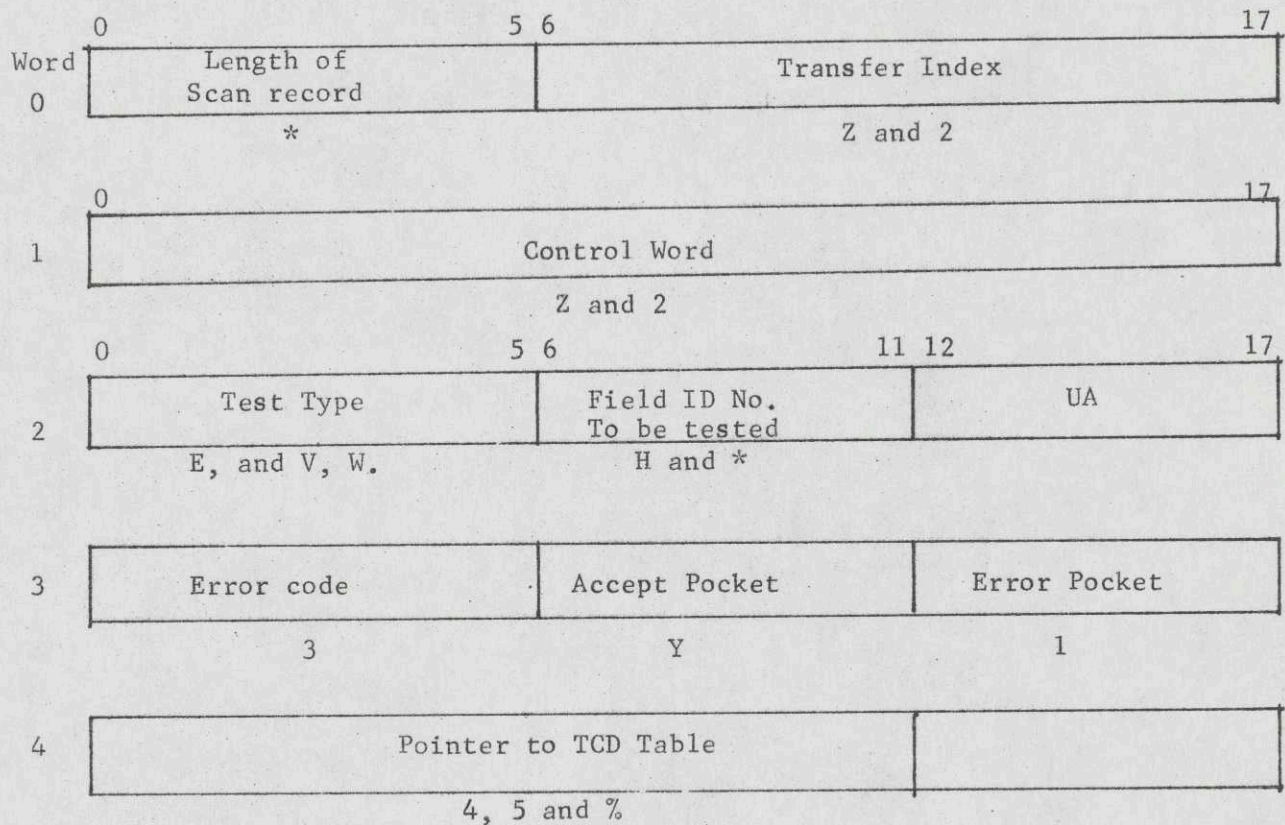 0 5 6 17
Word 0 Length of Transfer Index
Scan record
* Z and 2
0 17
1 Control Word
Z and 2
0 5 6 11 12 17
2 Test Type Field ID No. UA
To be tested
E, and V, W. H and *
3 Error code Accept Pocket Error Pocket
3 Y 1
4 Pointer to TCD Table
4, 5 and %